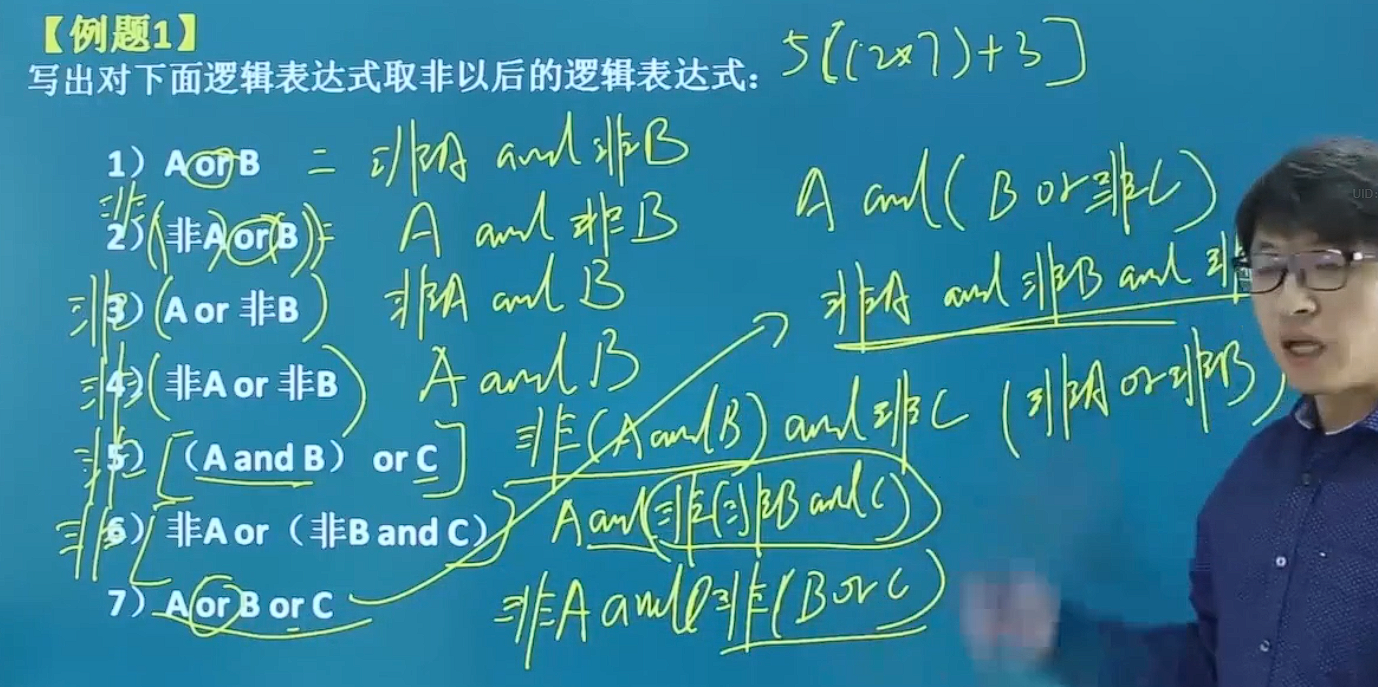 【例题1】
写出对下面逻辑表达式取非以后的逻辑表达式： 5[(2×7)+3]
1）A or B = 非A and 非B
非
2）(非A) or (B) = A and 非B
A and (B or 非C)
非3）(A or 非B) 非A and B
非A and 非B and 非
非4）(非A or 非B) A and B
非5）[（A and B） or C] 非(A and B) and 非C (非A or 非B)
非6）[非A or（非B and C）] A and 非(非B and C)
7）A or B or C 非A and 非(B or C)
UID: